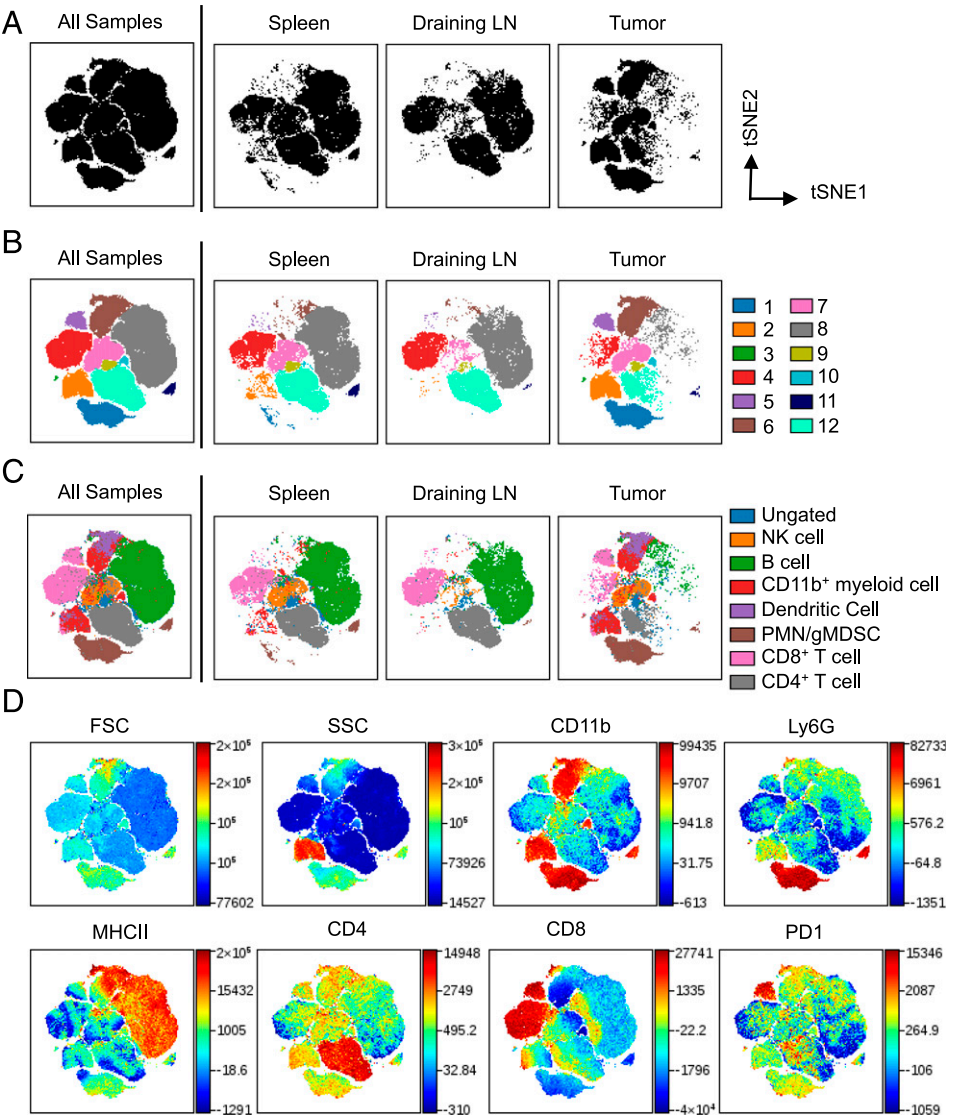 A
All Samples
Spleen
Draining LN
Tumor
tSNE2
tSNE1
B
All Samples
Spleen
Draining LN
Tumor
1
2
3
4
5
6
7
8
9
10
11
12
C
All Samples
Spleen
Draining LN
Tumor
Ungated
NK cell
B cell
CD11b⁺ myeloid cell
Dendritic Cell
PMN/gMDSC
CD8⁺ T cell
CD4⁺ T cell
D
FSC
2×10⁵
2×10⁵
10⁵
10⁵
-77602
SSC
3×10⁵
2×10⁵
10⁵
-73926
-14527
CD11b
99435
9707
941.8
31.75
-613
Ly6G
82733
6961
576.2
-64.8
-1351
MHCII
2×10⁵
15432
1005
-18.6
-1291
CD4
14948
2749
495.2
32.84
-310
CD8
27741
1335
-22.2
1796
4×10⁴
PD1
15346
2087
264.9
106
-1059